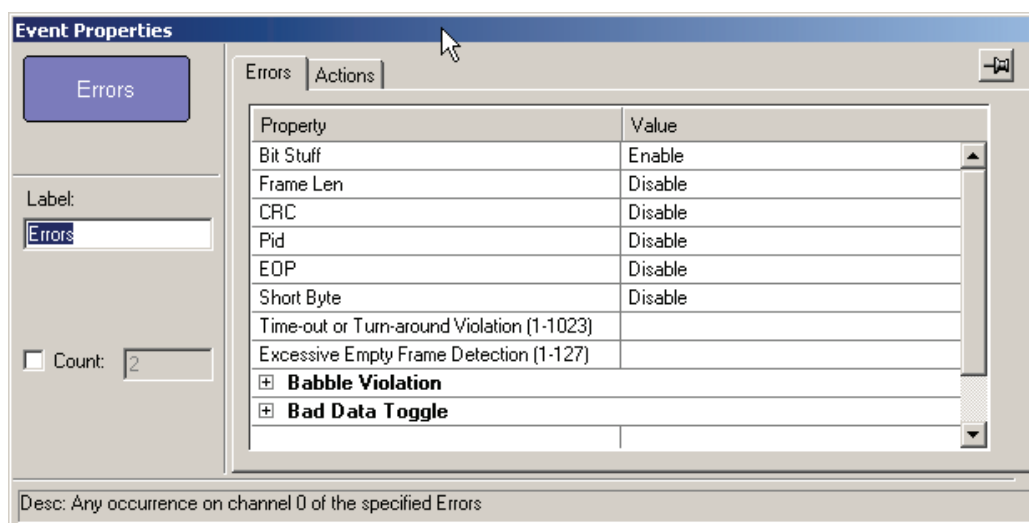 Event Properties
Errors
Errors Actions
Property Value
Bit Stuff Enable
Frame Len Disable
CRC Disable
Pid Disable
EOP Disable
Short Byte Disable
Time-out or Turn-around Violation (1-1023)
Excessive Empty Frame Detection (1-127)
Babble Violation
Bad Data Toggle
Label:
Errors
Count: 2
Desc: Any occurrence on channel 0 of the specified Errors